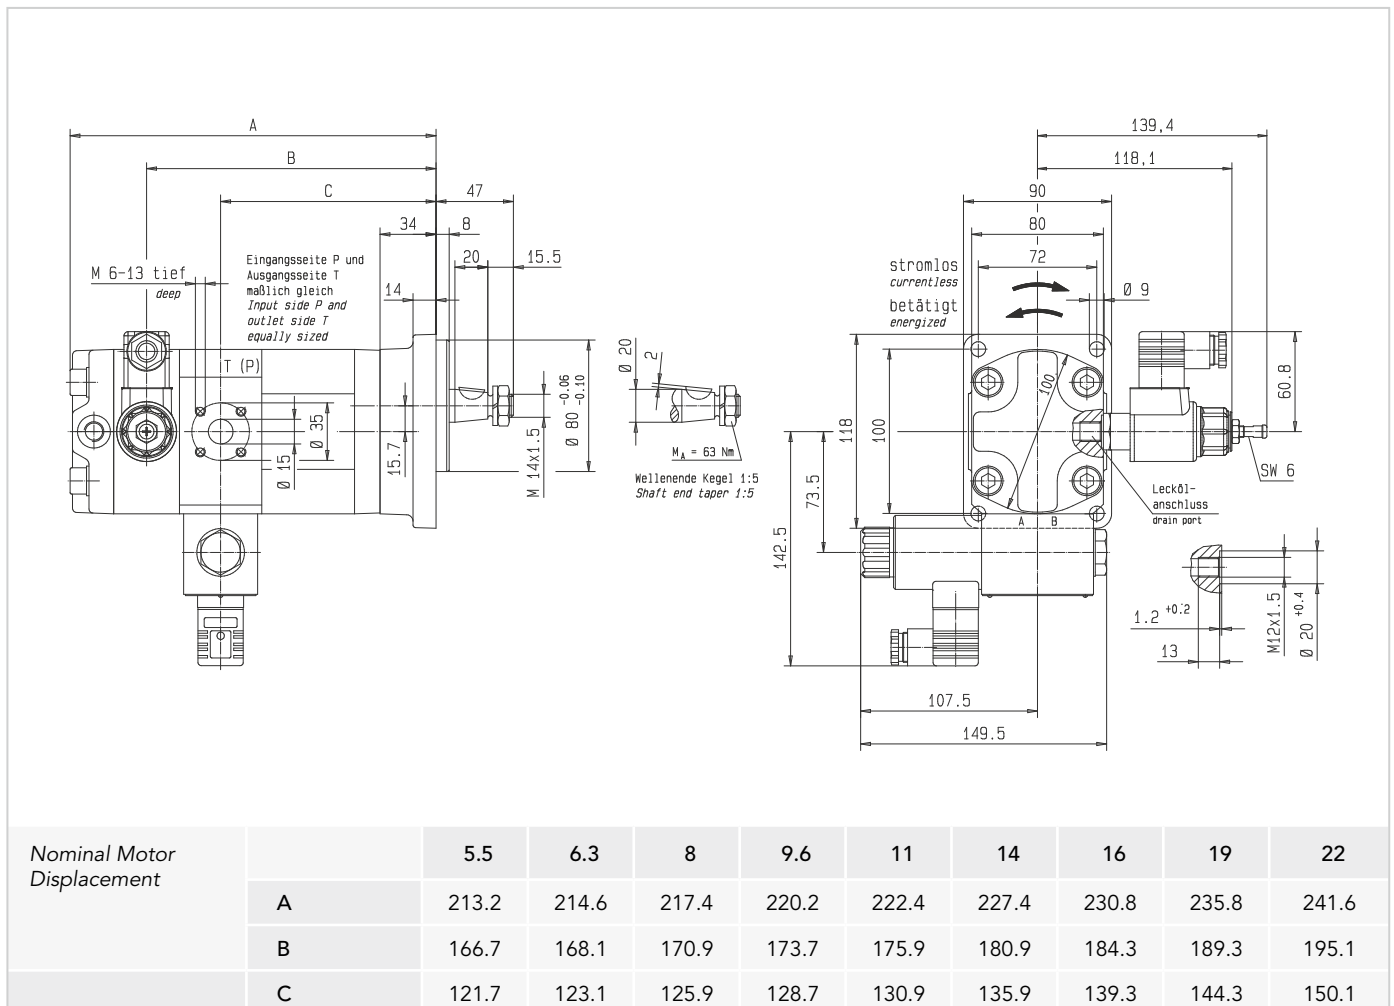 A
139,4
B
118,1
C
47
90
34
8
80
20
15.5
72
M 6-13 tief
deep
Eingangsseite P und
Ausgangsseite T
maßlich gleich
Input side P and
outlet side T
equally sized
14
stromlos
currentless
betätigt
energized
Ø 9
T (P)
Ø 35
Ø 15
15.7
M 14x1.5
Ø 80 -0.06 -0.10
Ø 20
2
MA = 63 Nm
Wellenende Kegel 1:5
Shaft end taper 1:5
118
100
100
60.8
SW 6
Lecköl-
anschluss
drain port
A B
73.5
142.5
1.2 +0.2
13
M12x1.5
Ø 20 +0.4
107.5
149.5
Nominal Motor
Displacement
5.5 6.3 8 9.6 11 14 16 19 22
A 213.2 214.6 217.4 220.2 222.4 227.4 230.8 235.8 241.6
B 166.7 168.1 170.9 173.7 175.9 180.9 184.3 189.3 195.1
C 121.7 123.1 125.9 128.7 130.9 135.9 139.3 144.3 150.1